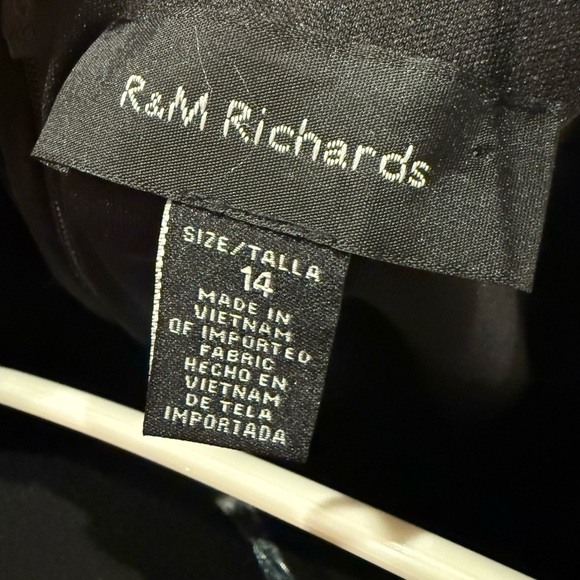 R&M Richards
SIZE/TALLA
14
MADE IN
VIETNAM
OF IMPORTED
FABRIC
HECHO EN
VIETNAM
DE TELA
IMPORTADA